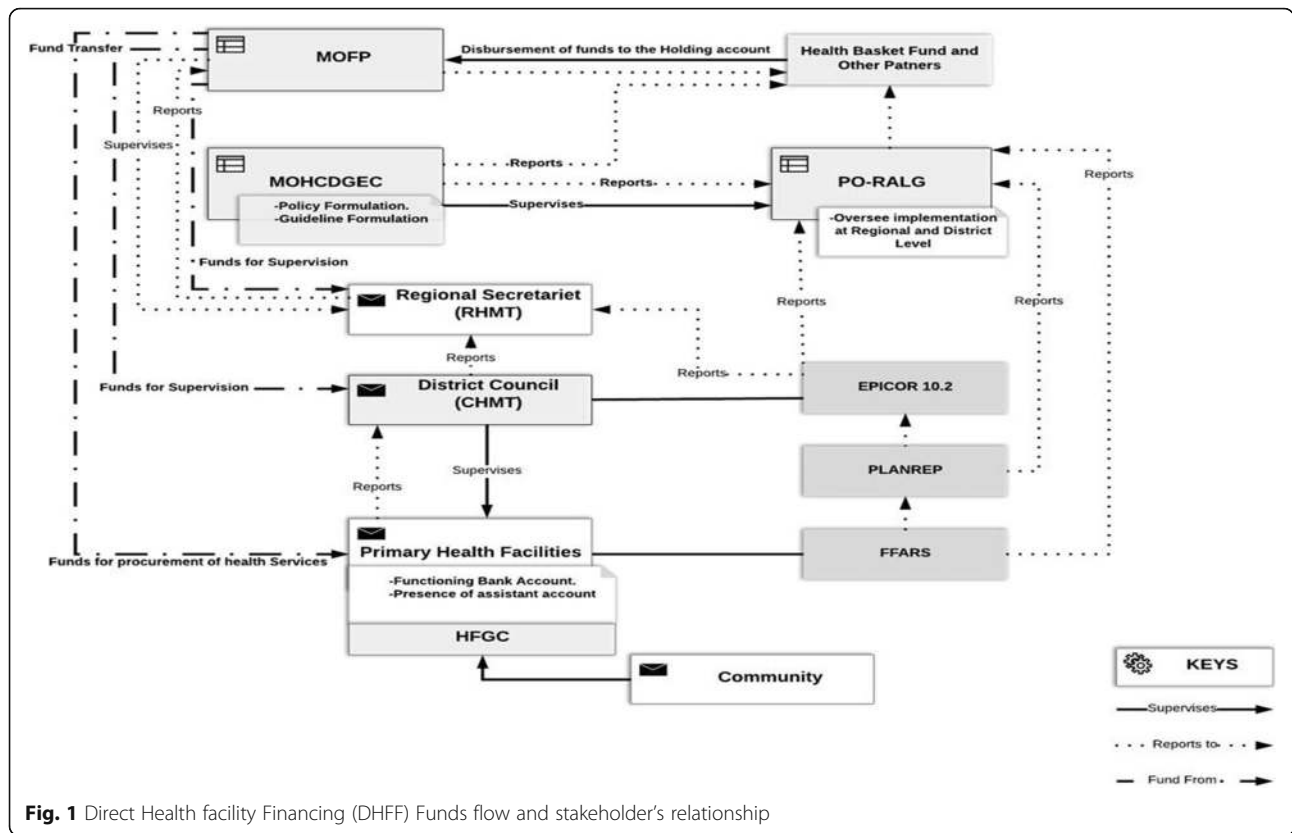 Fund Transfer
MOFP
Disbursement of funds to the Holding account
Health Basket Fund and
Other Patners
Reports
Supervises
MOHCDGEC
-Policy Formulation.
-Guideline Formulation
Reports
Reports
Supervises
PO-RALG
-Oversee implementation
at Regional and District
Level
Reports
Funds for Supervision
Regional Secretariet
(RHMT)
Reports
Reports
Reports
Reports
Funds for Supervision
District Council
(CHMT)
EPICOR 10.2
Supervises
PLANREP
Reports
Primary Health Facilities
FFARS
Funds for procurement of health Services
-Functioning Bank Account.
-Presence of assistant account
HFGC
Community
KEYS
Supervises
Reports to
Fund From
Fig. 1 Direct Health facility Financing (DHFF) Funds flow and stakeholder's relationship